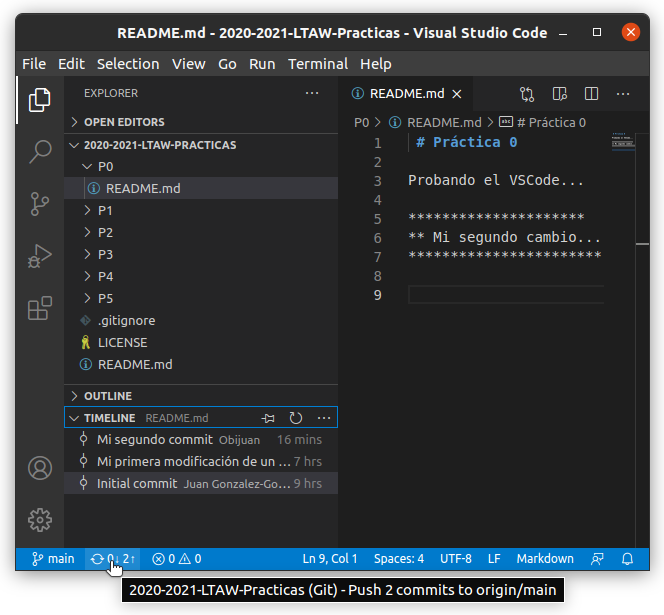 README.md - 2020-2021-LTAW-Practicas - Visual Studio Code
File Edit Selection View Go Run Terminal Help
EXPLORER
OPEN EDITORS
2020-2021-LTAW-PRACTICAS
P0
README.md
P1
P2
P3
P4
P5
.gitignore
LICENSE
README.md
OUTLINE
TIMELINE README.md
Mi segundo commit Obijuan 16 mins
Mi primera modificación de un ... 7 hrs
Initial commit Juan Gonzalez-Go... 9 hrs
README.md
P0 > README.md > # Práctica 0
1 # Práctica 0
2
3 Probando el VSCode...
4
5 *********************
6 ** Mi segundo cambio...
7 ***********************
8
9
main 0↓ 2↑ 0 0 Ln 9, Col 1 Spaces: 4 UTF-8 LF Markdown
2020-2021-LTAW-Practicas (Git) - Push 2 commits to origin/main